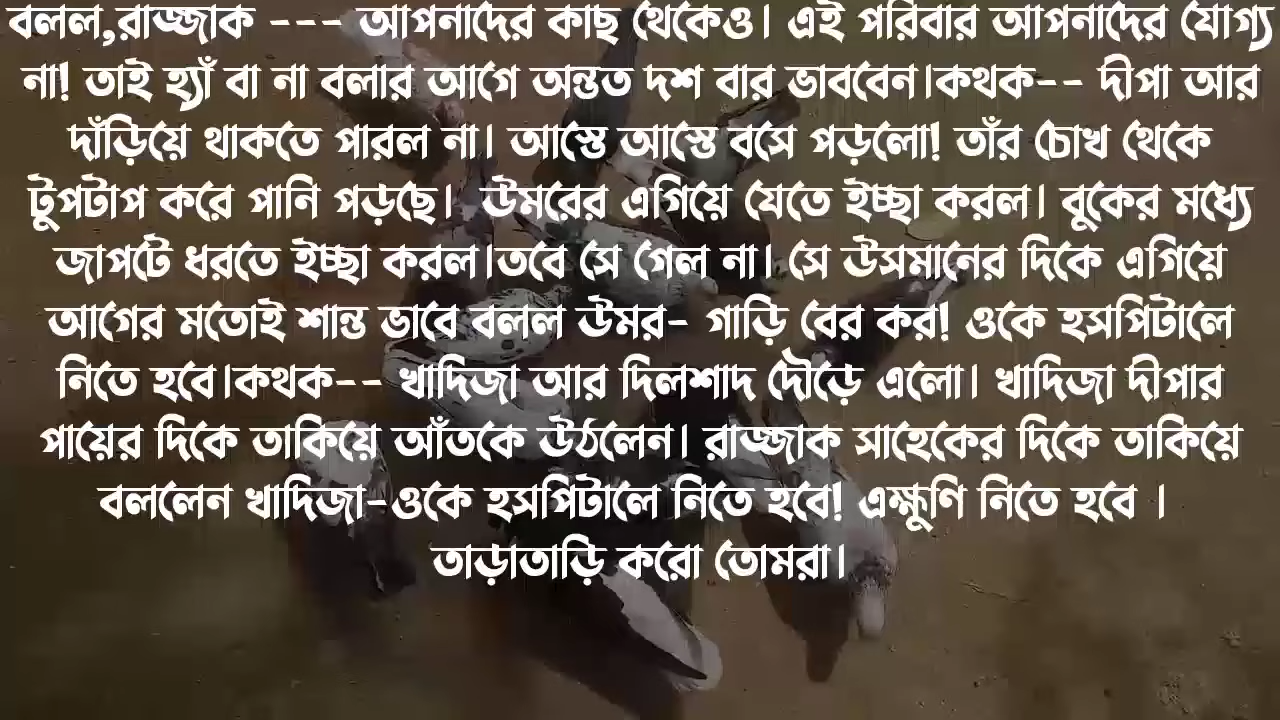 বলল,রাজ্জাক --- আপনাদের কাছ থেকেও। এই পরিবার আপনাদের যোগ্য
না! তাই হ্যাঁ বা না বলার আগে অন্তত দশ বার ভাববেন।কথক-- দীপা আর
দাঁড়িয়ে থাকতে পারল না। আস্তে আস্তে বসে পড়লো! তাঁর চোখ থেকে
টুপটাপ করে পানি পড়ছে। উমরের এগিয়ে যেতে ইচ্ছা করল। বুকের মধ্যে
জাপটে ধরতে ইচ্ছা করল।তবে সে গেল না। সে উসমানের দিকে এগিয়ে
আগের মতোই শান্ত ভাবে বলল উমর- গাড়ি বের কর! ওকে হসপিটালে
নিতে হবে।কথক-- খাদিজা আর দিলশাদ দৌড়ে এলো। খাদিজা দীপার
পায়ের দিকে তাকিয়ে আঁতকে উঠলেন। রাজ্জাক সাহেকের দিকে তাকিয়ে
বললেন খাদিজা-ওকে হসপিটালে নিতে হবে! এক্ষুণি নিতে হবে ।
তাড়াতাড়ি করো তোমরা।